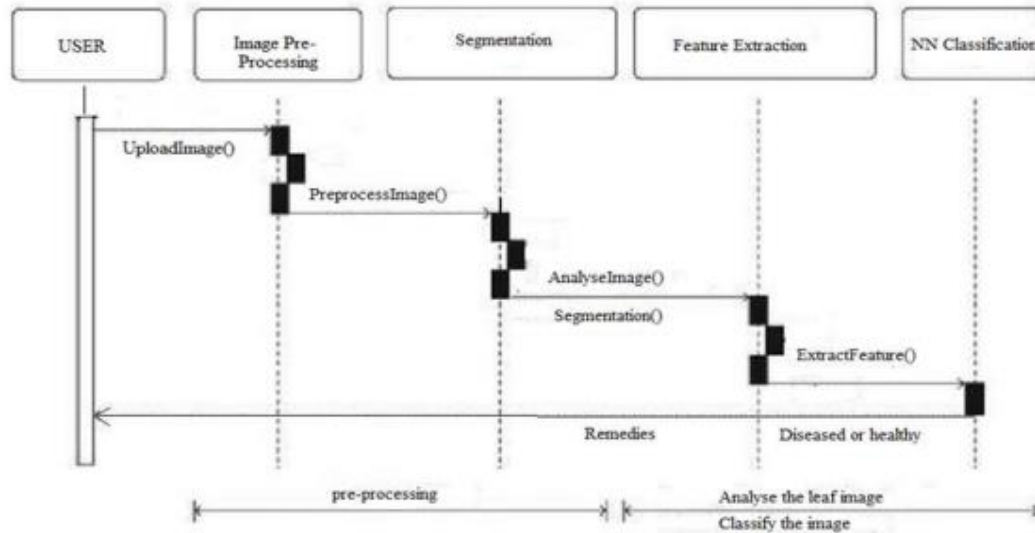 USER
Image Pre-
Processing
Segmentation
Feature Extraction
NN Classification
UploadImage()
PreprocessImage()
AnalyseImage()
Segmentation()
ExtractFeature()
Remedies
Diseased or healthy
pre-processing
Analyse the leaf image
Classify the image